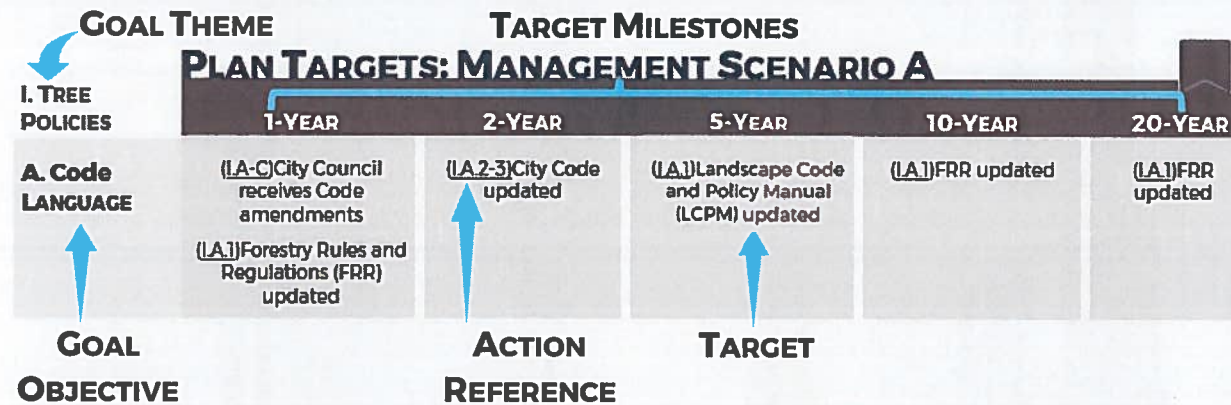 GOAL THEME
TARGET MILESTONES
PLAN TARGETS: MANAGEMENT SCENARIO A
I. TREE
POLICIES
1-YEAR
2-YEAR
5-YEAR
10-YEAR
20-YEAR
A. Code
LANGUAGE
(I.A-C)City Council
receives Code
amendments
(I.A.1)Forestry Rules and
Regulations (FRR)
updated
(I.A.2-3)City Code
updated
(I.A.1)Landscape Code
and Policy Manual
(LCPM) updated
(I.A.1)FRR updated
(I.A.1)FRR
updated
GOAL
OBJECTIVE
ACTION
REFERENCE
TARGET